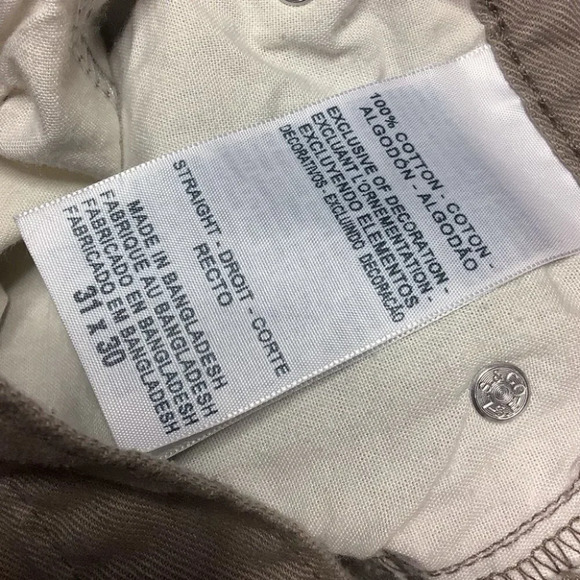 100% COTTON - COTON -
ALGODÓN - ALGODÃO
EXCLUSIVE OF DECORATION -
EXCLUANT L'ORNEMENTATION -
EXCLUYENDO ELEMENTOS
DECORATIVOS - EXCLUINDO DECORAÇÃO
STRAIGHT - DROIT - CORTE
RECTO
MADE IN BANGLADESH
FABRIQUE AU BANGLADESH
FABRICADO EN BANGLADESH
FABRICADO EM BANGLADESH
31 X 30